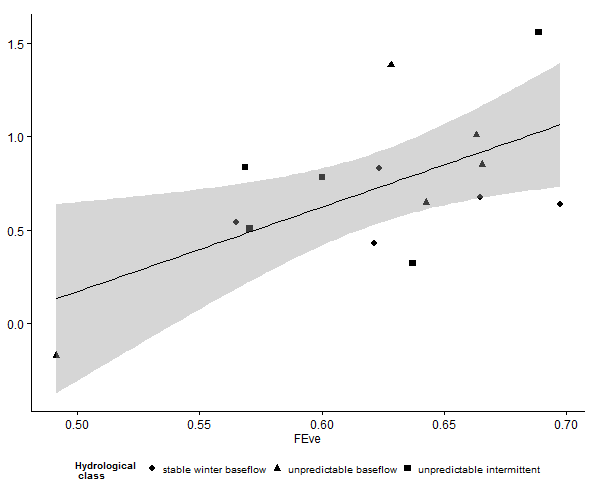 1.5
1.0
0.5
0.0
0.50 0.55 0.60 0.65 0.70
FEve
Hydrological
class
stable winter baseflow unpredictable baseflow unpredictable intermittent